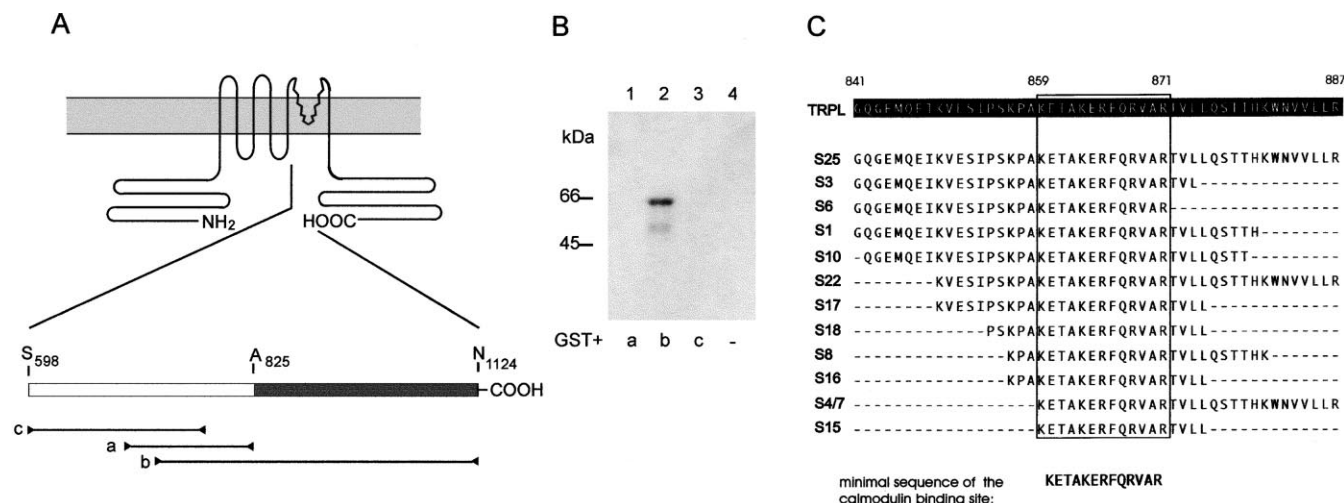 A
NH2
HOOC
S598
A825
N1124
COOH
c
a
b
B
1 2 3 4
kDa
66
45
GST+ a b c -
C
841 859 871 887
TRPL GQGEMQEIKVESIPSKPAKETAKERFQRVARTVLLQSTTHKWNVVLLR
S25 GQGEMQEIKVESIPSKPAKETAKERFQRVARTVLLQSTTHKWNVVLLR
S3 GQGEMQEIKVESIPSKPAKETAKERFQRVARTVL--------------
S6 GQGEMQEIKVESIPSKPAKETAKERFQRVAR-----------------
S1 GQGEMQEIKVESIPSKPAKETAKERFQRVARTVLLQSTTH--------
S10 -QGEMQEIKVESIPSKPAKETAKERFQRVARTVLLQSTT---------
S22 --------KVESIPSKPAKETAKERFQRVARTVLLQSTTHKWNVVLLR
S17 --------KVESIPSKPAKETAKERFQRVARTVLL-------------
S18 -------------PSKPAKETAKERFQRVARTVLL-------------
S8 ---------------KPAKETAKERFQRVARTVLLQSTTHK-------
S16 ---------------KPAKETAKERFQRVARTVLL-------------
S4/7 ------------------KETAKERFQRVARTVLLQSTTHKWNVVLLR
S15 ------------------KETAKERFQRVARTVLL-------------
minimal sequence of the KETAKERFQRVAR
calmodulin binding site: